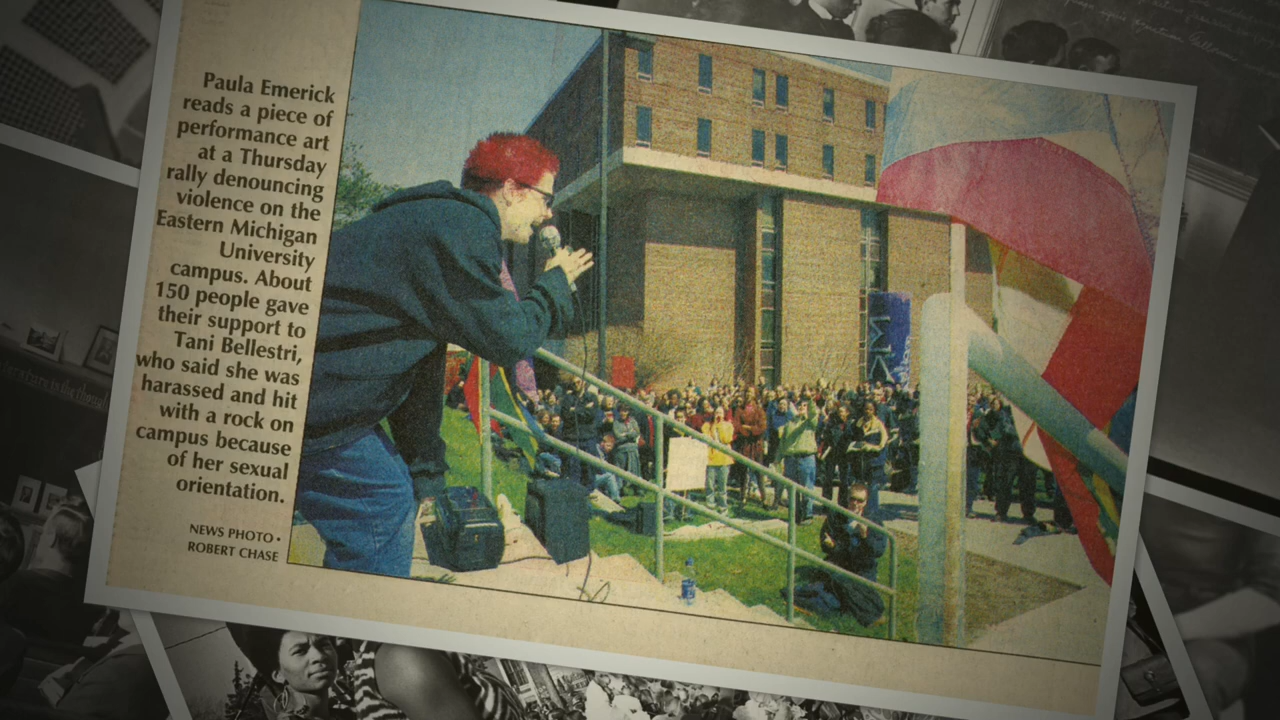 Paula Emerick
reads a piece of
performance art
at a Thursday
rally denouncing
violence on the
Eastern Michigan
University
campus. About
150 people gave
their support to
Tani Bellestri,
who said she was
harassed and hit
with a rock on
campus because
of her sexual
orientation.
NEWS PHOTO •
ROBERT CHASE